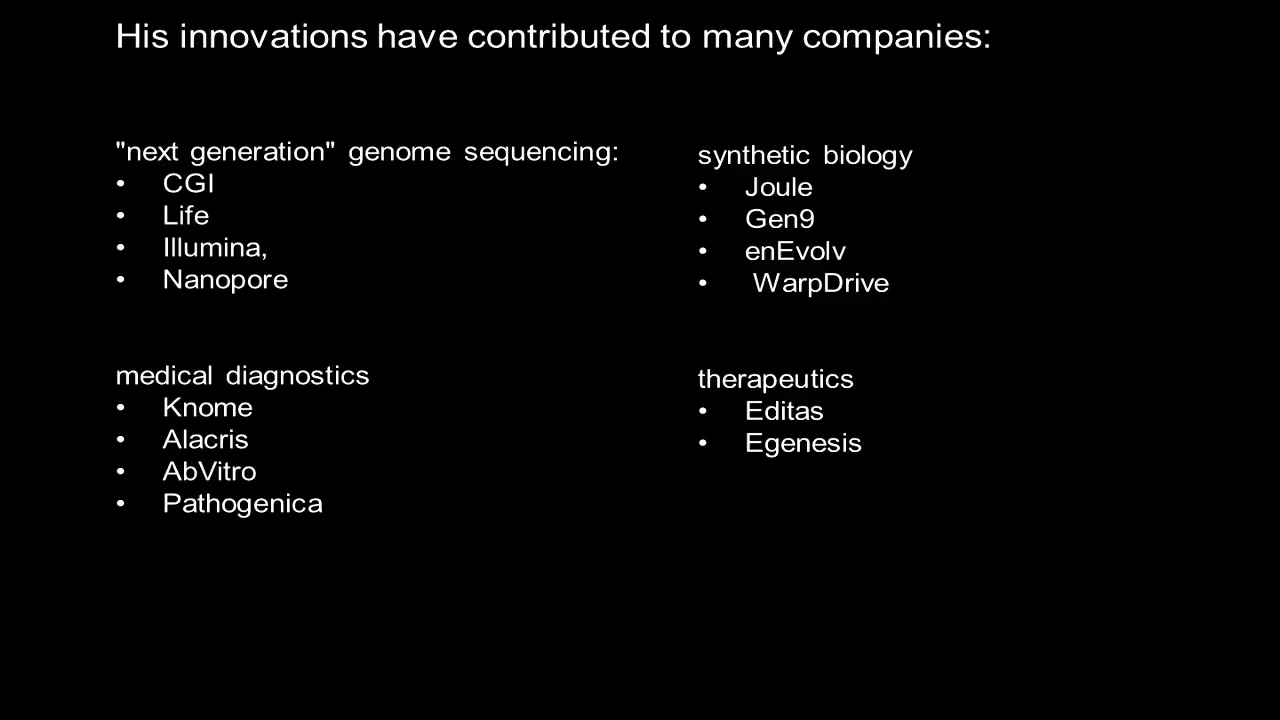 His innovations have contributed to many companies:
"next generation" genome sequencing:
• CGI
• Life
• Illumina,
• Nanopore
synthetic biology
• Joule
• Gen9
• enEvolv
• WarpDrive
medical diagnostics
• Knome
• Alacris
• AbVitro
• Pathogenica
therapeutics
• Editas
• Egenesis